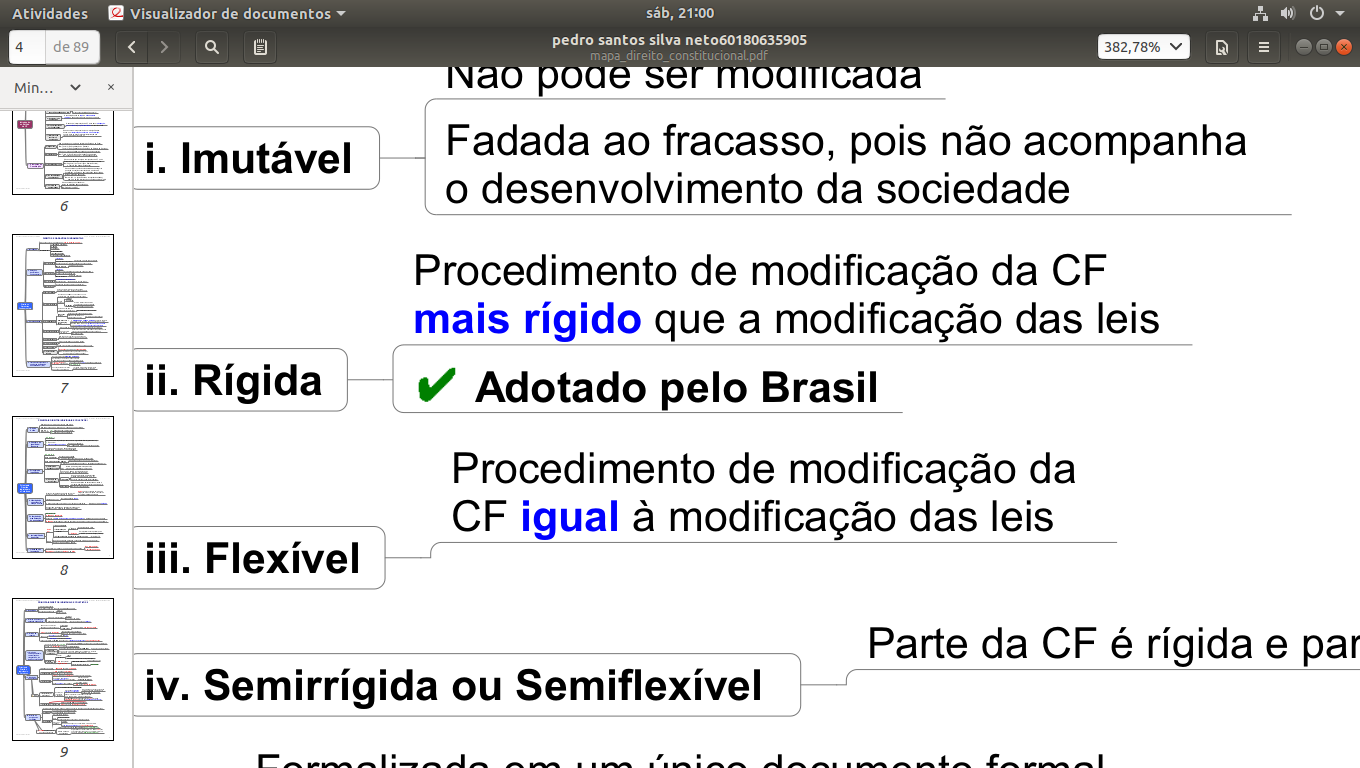 Atividades
Visualizador de documentos
sáb, 21:00
4
de 89
pedro santos silva neto60180635905
mapa_direito_constitucional.pdf
382,78%
Min...
6
7
8
9
Não pode ser modificada
i. Imutável
Fadada ao fracasso, pois não acompanha
o desenvolvimento da sociedade
Procedimento de modificação da CF
mais rígido que a modificação das leis
ii. Rígida
✔ Adotado pelo Brasil
Procedimento de modificação da
CF igual à modificação das leis
iii. Flexível
Parte da CF é rígida e par
iv. Semirrígida ou Semiflexível
Formalizada em um único documento formal